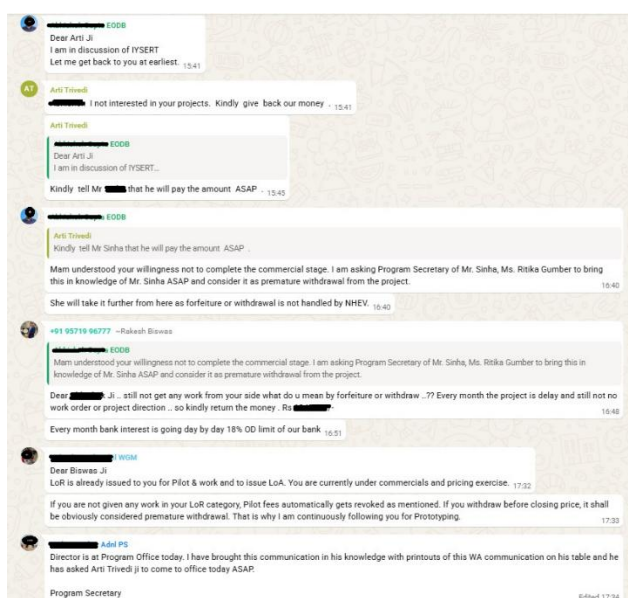 EODB
Dear Arti Ji
I am in discussion of IYSERT
Let me get back to you at earliest. 15:41
AT
Arti Trivedi
I not interested in your projects. Kindly give back our money . 15:41
Arti Trivedi
EODB
Dear Arti Ji
I am in discussion of IYSERT...
Kindly tell Mr that he will pay the amount ASAP . 15:45
EODB
Arti Trivedi
Kindly tell Mr Sinha that he will pay the amount ASAP .
Mam understood your willingness not to complete the commercial stage. I am asking Program Secretary of Mr. Sinha, Ms. Ritika Gumber to bring
this in knowledge of Mr. Sinha ASAP and consider it as premature withdrawal from the project. 16:40
She will take it further from here as forfeiture or withdrawal is not handled by NHEV. 16:40
+91 95719 96777 ~Rakesh Biswas
EODB
Mam understood your willingness not to complete the commercial stage. I am asking Program Secretary of Mr. Sinha, Ms. Ritika Gumber to bring this in
knowledge of Mr. Sinha ASAP and consider it as premature withdrawal from the project.
Dear Ji .. still not get any work from your side what do u mean by forfeiture or withdraw ..?? Every month the project is delay and still not no
work order or project direction .. so kindly return the money . Rs 16:48
Every month bank interest is going day by day 18% OD limit of our bank 16:51
WGM
Dear Biswas Ji
LoR is already issued to you for Pilot & work and to issue LoA. You are currently under commercials and pricing exercise. 17:32
If you are not given any work in your LoR category, Pilot fees automatically gets revoked as mentioned. If you withdraw before closing price, it shall
be obviously considered premature withdrawal. That is why I am continuously following you for Prototyping. 17:33
Adnl PS
Director is at Program Office today. I have brought this communication in his knowledge with printouts of this WA communication on his table and he
has asked Arti Trivedi ji to come to office today ASAP.
Program Secretary
Edited 17:34